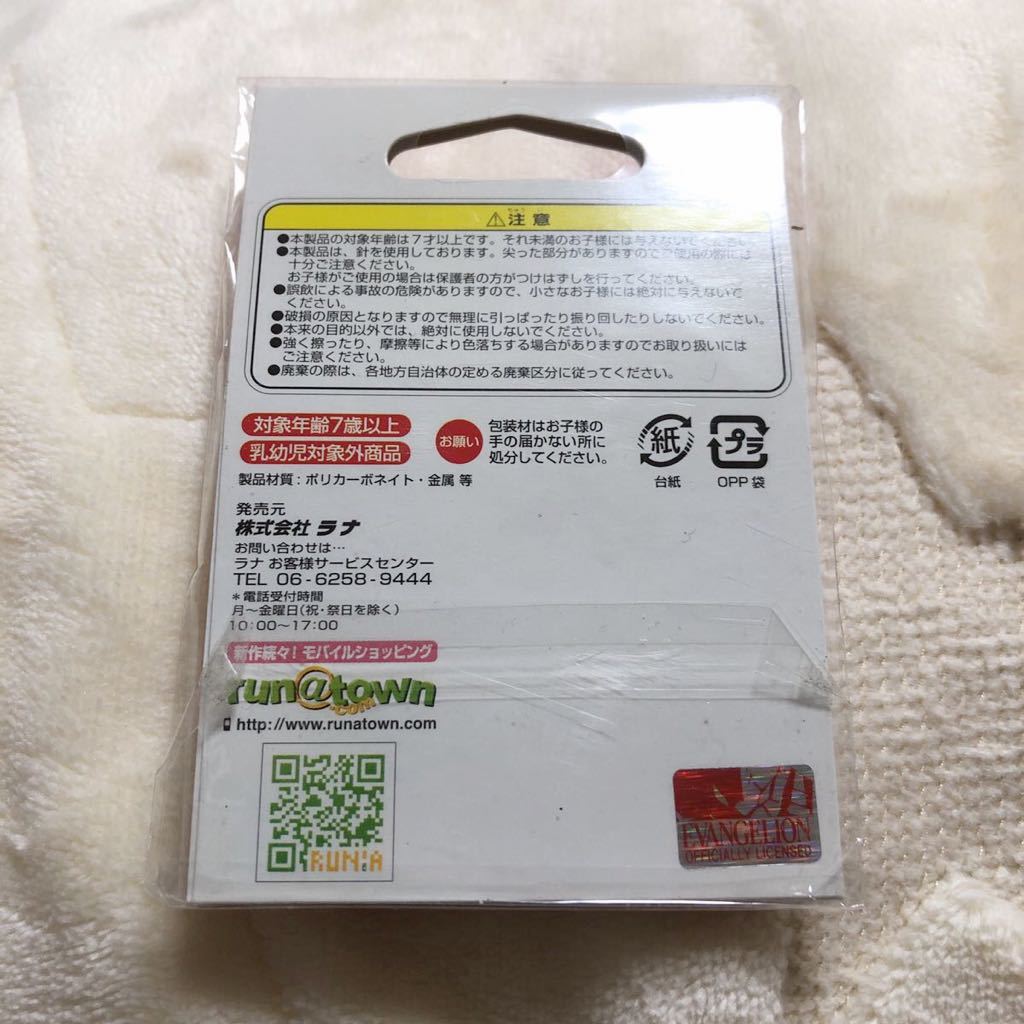 ちゅう い
⚠注 意
●本製品の対象年齢は7才以上です。それ未満のお子様には与えないでください。
●本製品は、針を使用しております。尖った部分がありますのでご使用の際には
十分ご注意ください。
お子様がご使用の場合は保護者の方がつけはずしを行ってください。
●誤飲による事故の危険がありますので、小さなお子様には絶対に与えないで
ください。
●破損の原因となりますので無理に引っぱったり振り回したりしないでください。
●本来の目的以外では、絶対に使用しないでください。
●強く擦ったり、摩擦等により色落ちする場合がありますのでお取り扱いには
ご注意ください。
●廃棄の際は、各地方自治体の定める廃棄区分に従ってください。
対象年齢7歳以上
乳幼児対象外商品
お願い
包装材はお子様の
手の届かない所に
処分してください。
紙
台紙
プラ
OPP袋
製品材質:ポリカーボネイト・金属 等
発売元
株式会社 ラナ
お問い合わせは…
ラナ お客様サービスセンター
TEL 06-6258-9444
*電話受付時間
月~金曜日(祝・祭日を除く)
10:00~17:00
新作続々! モバイルショッピング
run@town
.com
http://www.runatown.com
RUN'A
EVANGELION
OFFICIALLY LICENSED